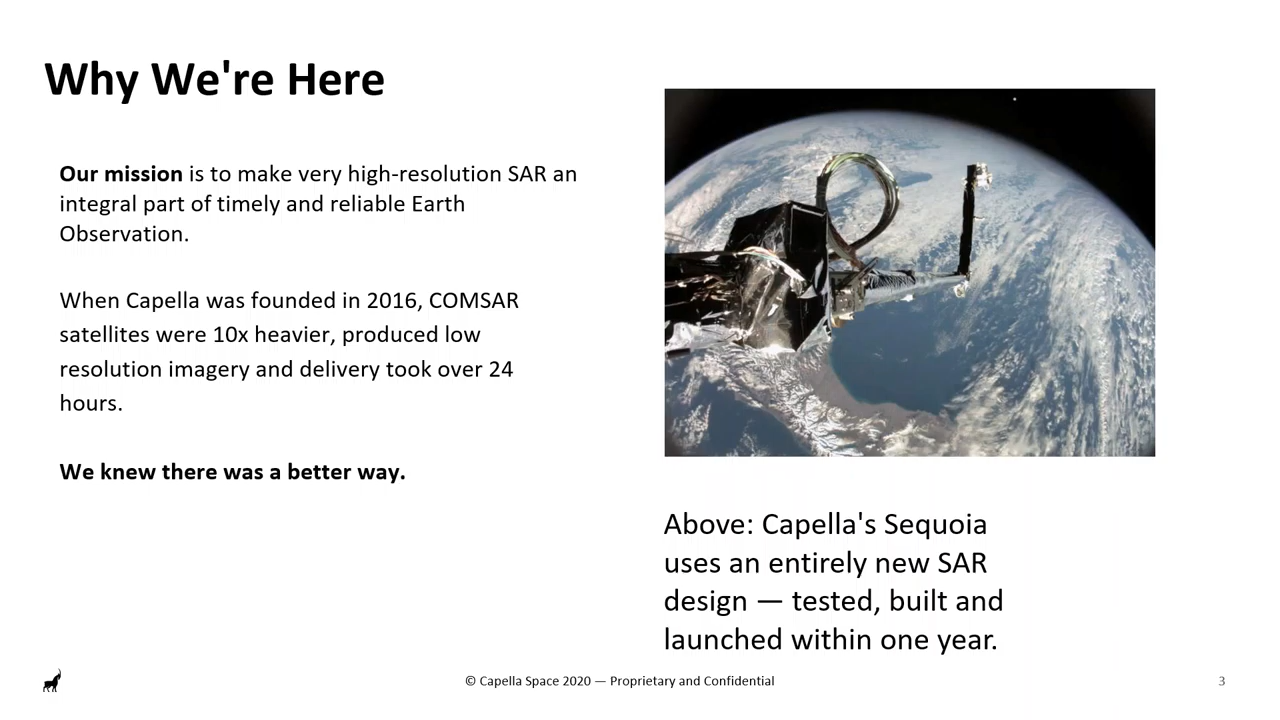 Why We're Here
Our mission is to make very high-resolution SAR an
integral part of timely and reliable Earth
Observation.
When Capella was founded in 2016, COMSAR
satellites were 10x heavier, produced low
resolution imagery and delivery took over 24
hours.
We knew there was a better way.
Above: Capella's Sequoia
uses an entirely new SAR
design — tested, built and
launched within one year.
© Capella Space 2020 — Proprietary and Confidential
3